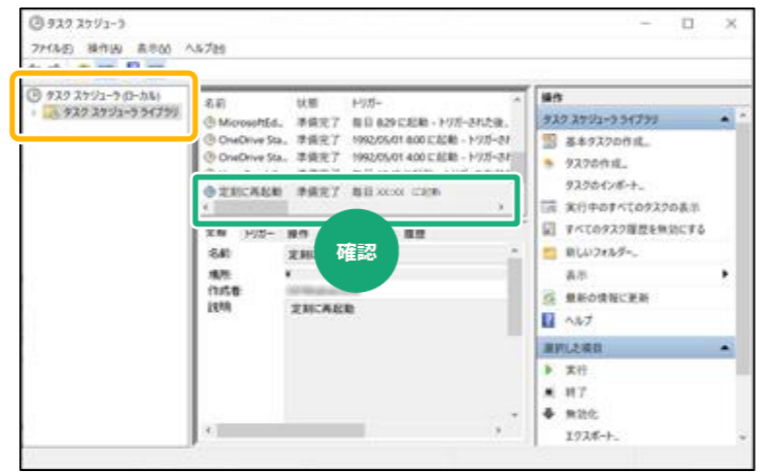 タスク スケジューラ
ファイル(F) 操作(A) 表示(V) ヘルプ(H)
タスク スケジューラ (ローカル)
タスク スケジューラ ライブラリ
名前 状態 トリガー
MicrosoftEd... 準備完了 毎日 8:29 に起動 - トリガーされた後、
OneDrive Sta... 準備完了 1992/05/01 8:00 に起動 - トリガーされ
OneDrive Sta... 準備完了 1992/05/01 4:00 に起動 - トリガーされ
定刻に再起動 準備完了 毎日 XX:XX に起動
全般 トリガー 操作 履歴
確認
名前: 定刻に
場所: ¥
作成者:
説明: 定刻に再起動
操作
タスク スケジューラ ライブラリ
基本タスクの作成...
タスクの作成...
タスクのインポート...
実行中のすべてのタスクの表示
すべてのタスク履歴を無効にする
新しいフォルダー...
表示
最新の情報に更新
ヘルプ
選択した項目
実行
終了
無効化
エクスポート...